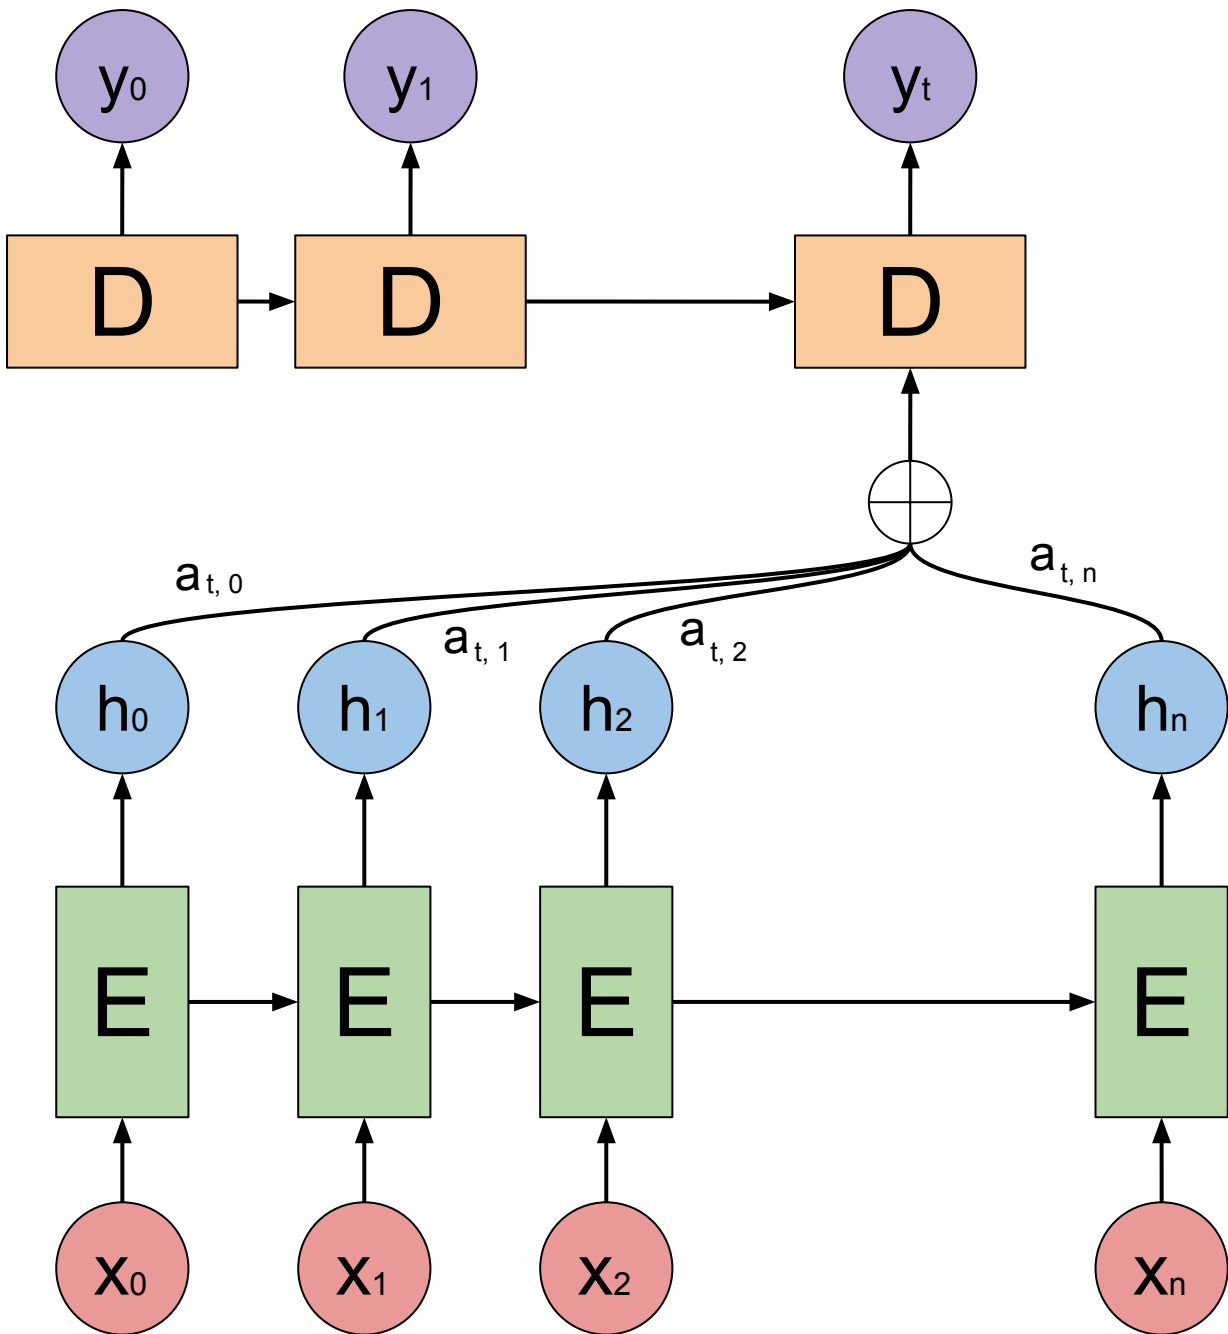 y0 y1 yt
D D D
at, 0 at, 1 at, 2 at, n
h0 h1 h2 hn
E E E E
x0 x1 x2 xn